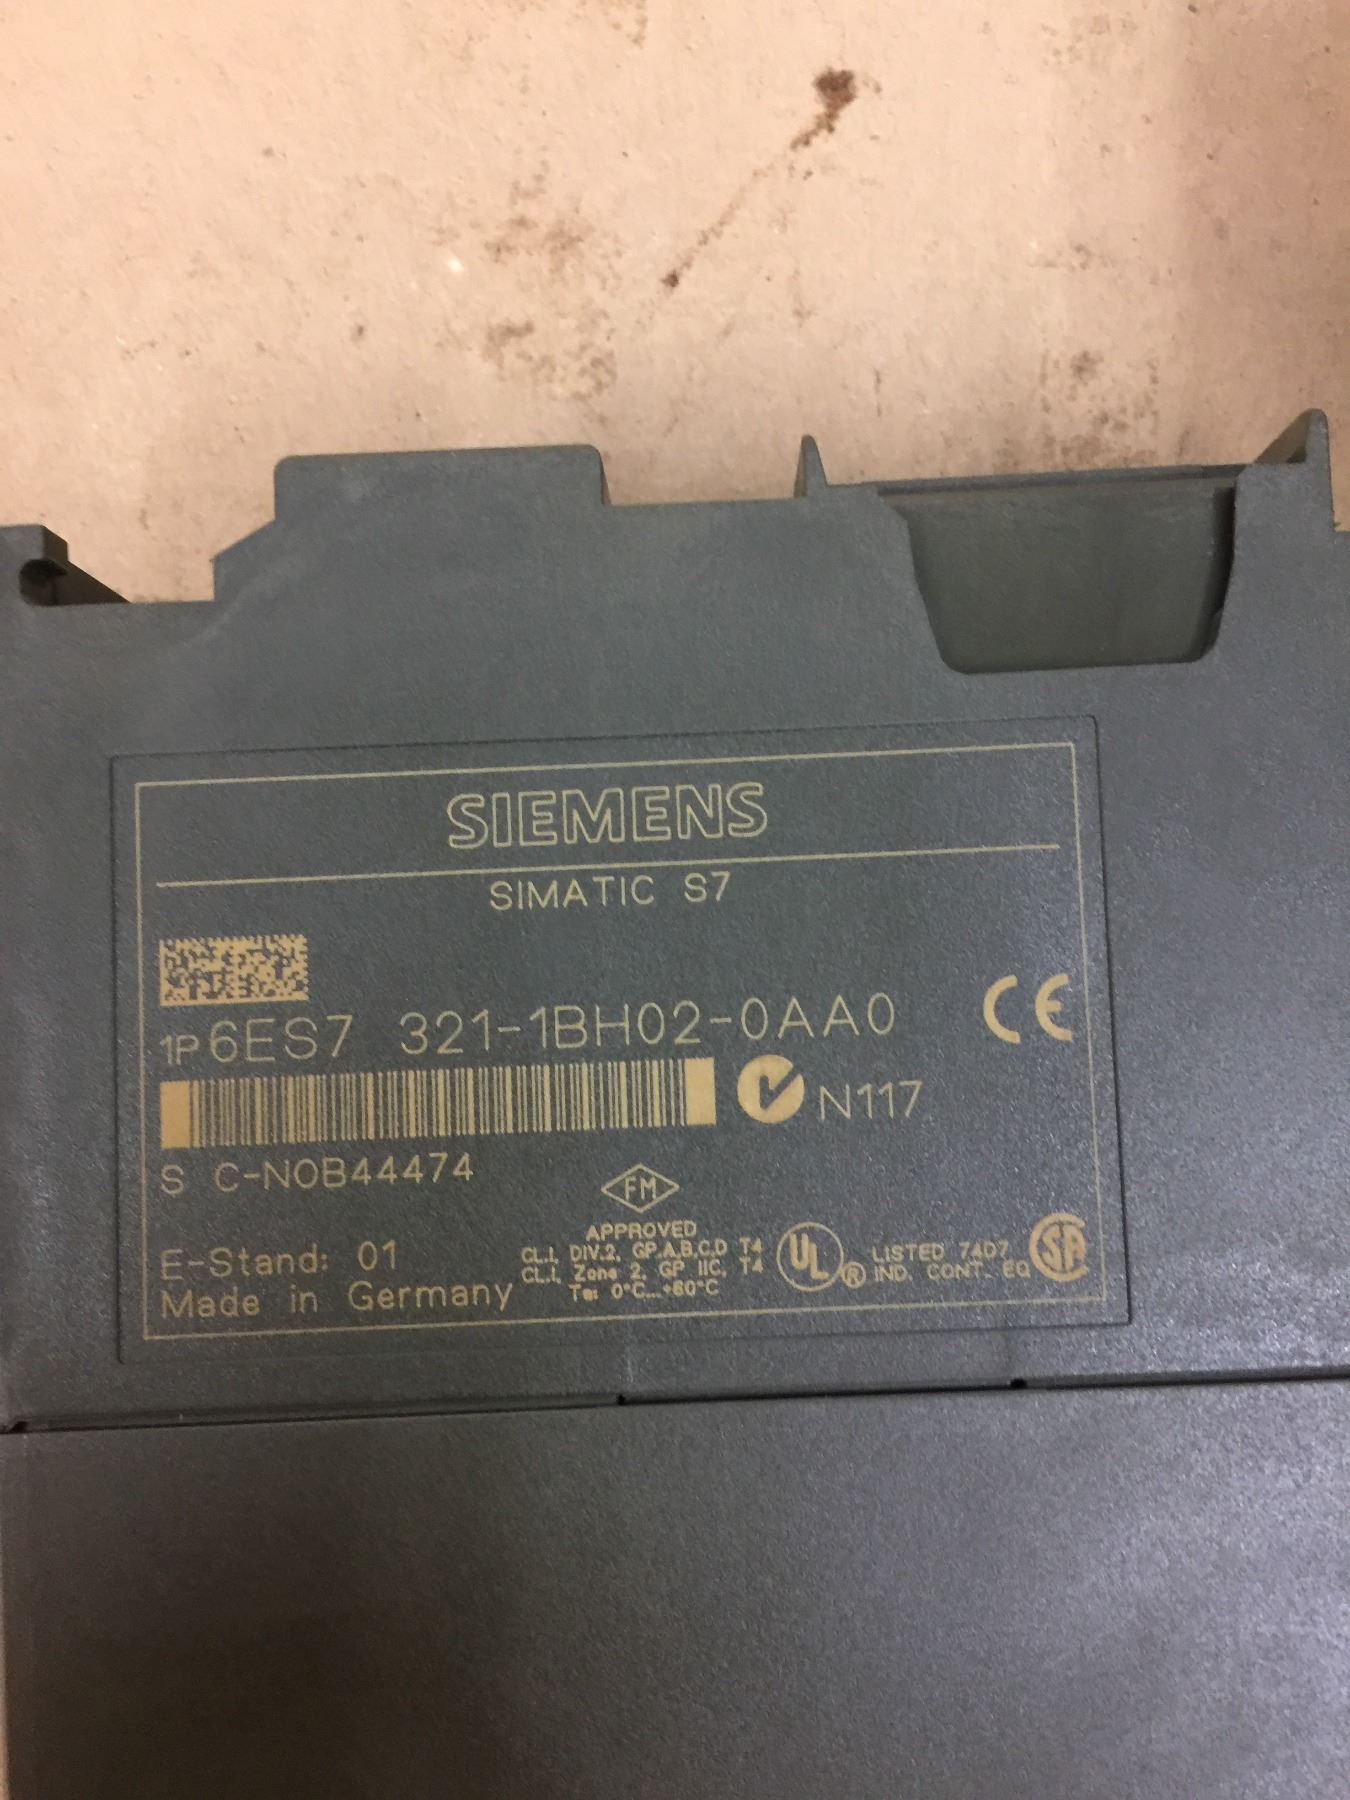 SIEMENS
SIMATIC S7
1P 6ES7 321-1BH02-0AA0
CE
N117
S C-N0B44474
FM
APPROVED
CL.I, DIV.2, GP.A,B,C,D T4
CL.I, Zone 2, GP IIC, T4
Ta: 0°C...+60°C
UL ®
LISTED 74D7
IND. CONT. EQ
SA
E-Stand: 01
Made in Germany